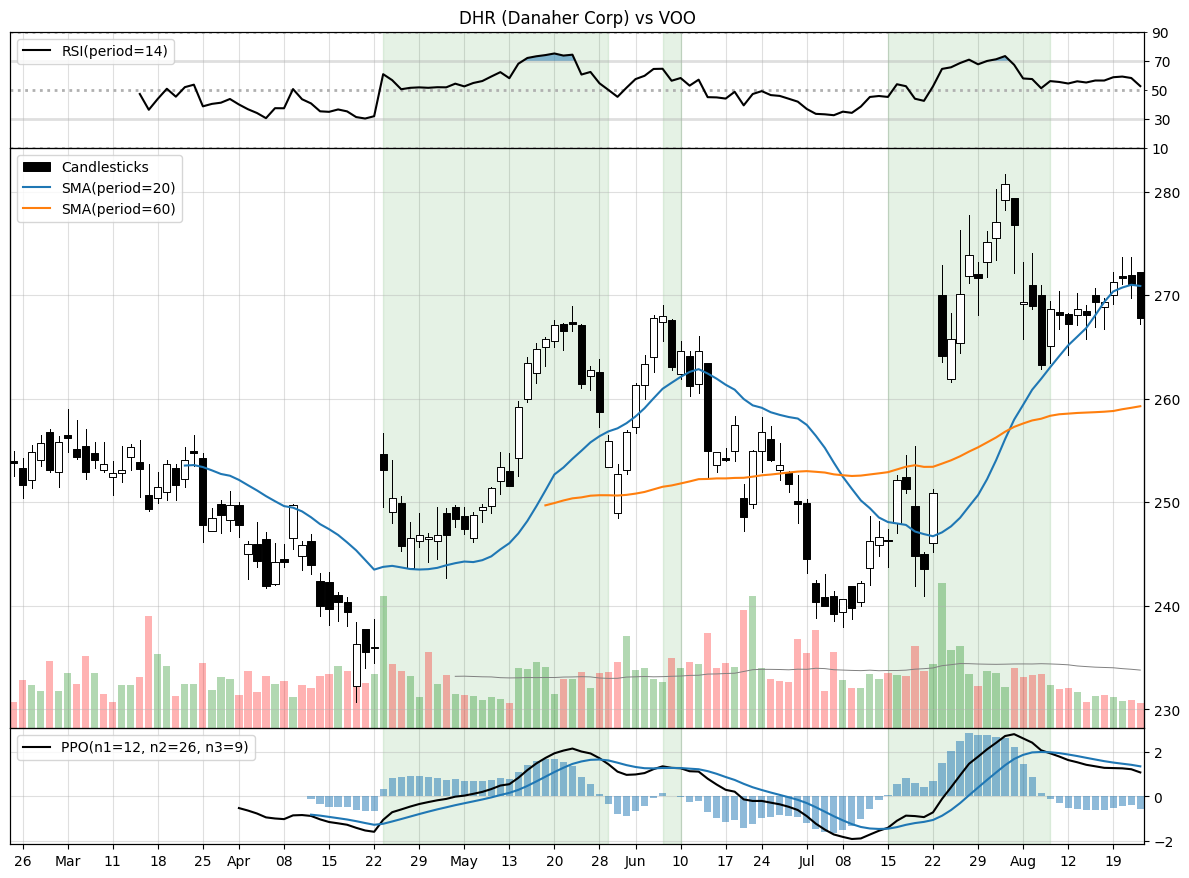 DHR (Danaher Corp) vs VOO
RSI(period=14)
90
70
50
30
10
Candlesticks
SMA(period=20)
SMA(period=60)
280
270
260
250
240
230
PPO(n1=12, n2=26, n3=9)
2
0
−2
26 Mar 11 18 25 Apr 08 15 22 29 May 13 20 28 Jun 10 17 24 Jul 08 15 22 29 Aug 12 19